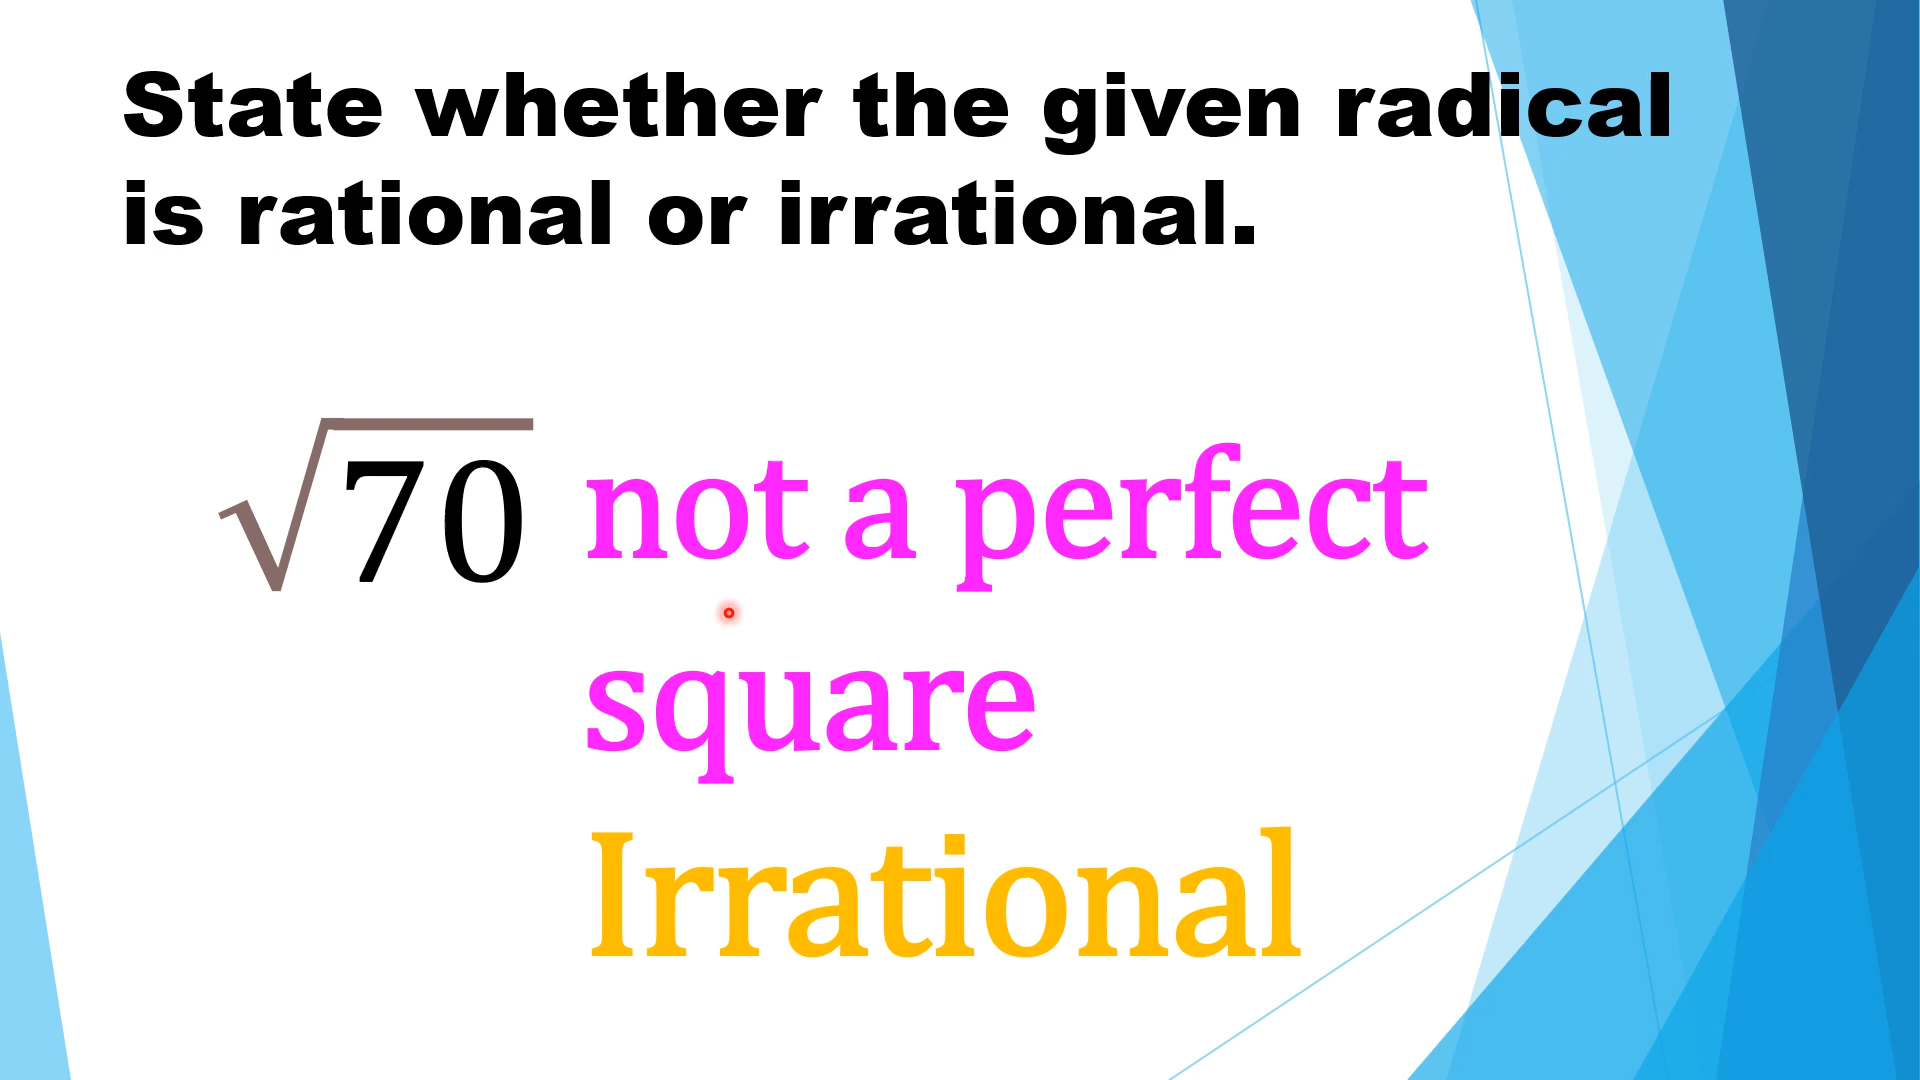 State whether the given radical
is rational or irrational.
√70 not a perfect
square
Irrational